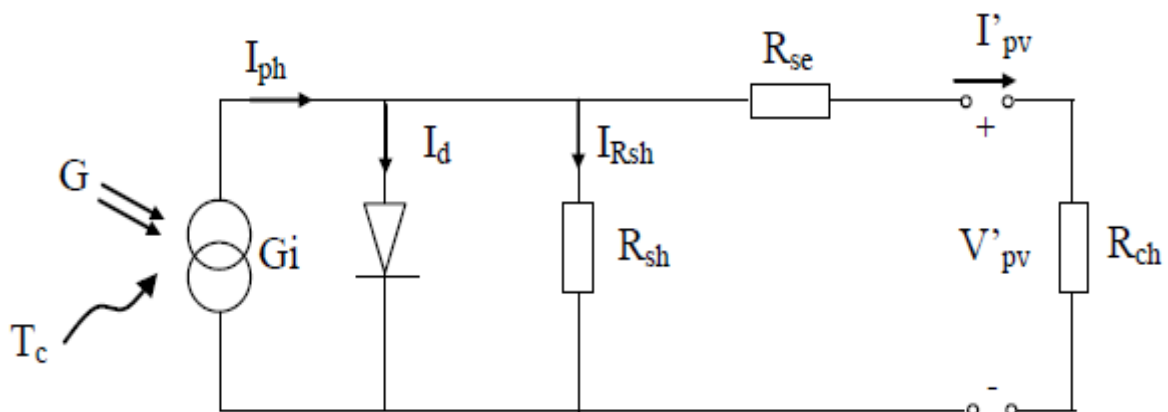 I_ph
R_se
I'_pv
+
I_d
I_Rsh
G
Gi
R_sh
V'_pv
R_ch
T_c
-